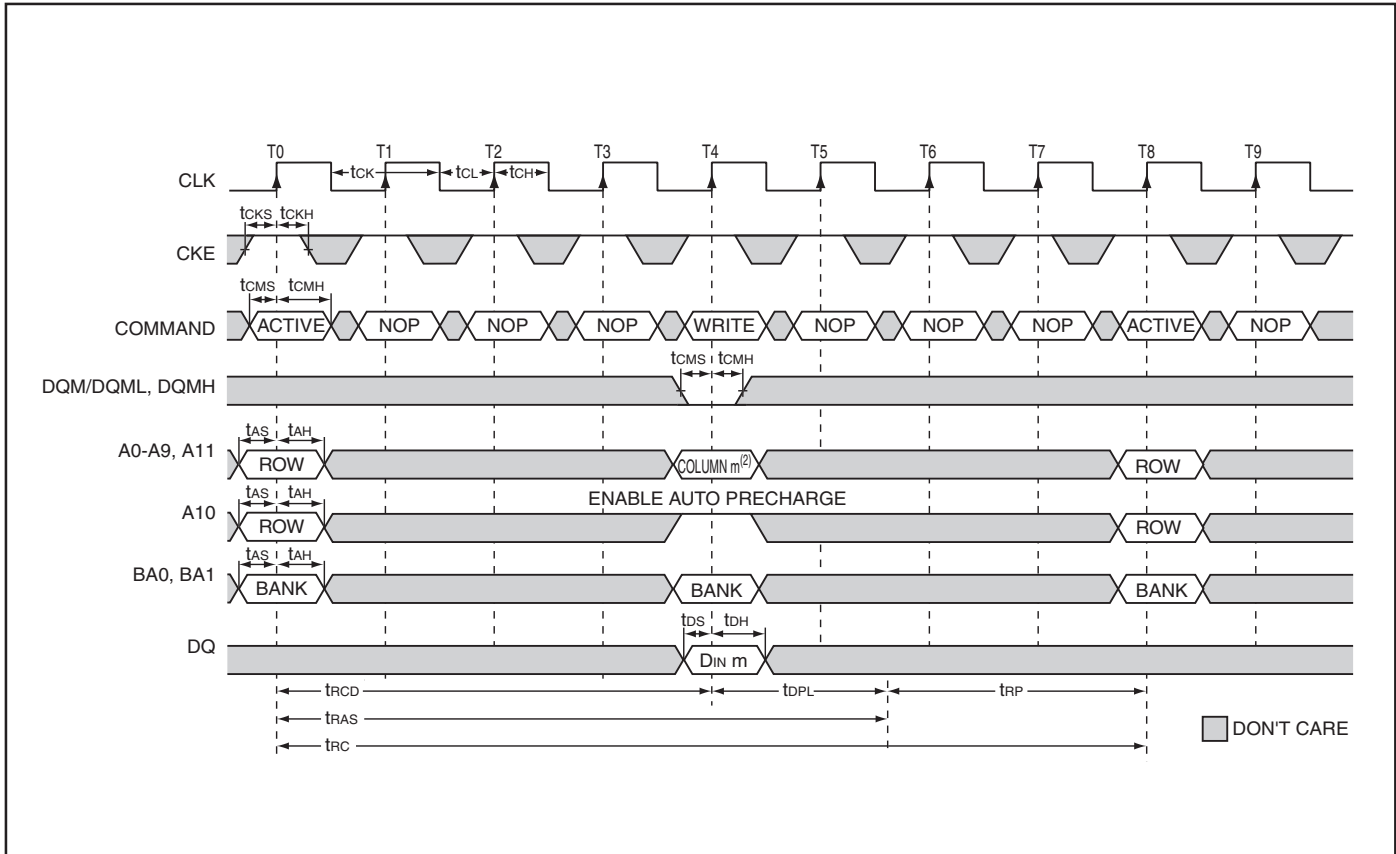 T0 T1 T2 T3 T4 T5 T6 T7 T8 T9
CLK tCK tCL tCH
tCKS tCKH
CKE
tCMS tCMH
COMMAND ACTIVE NOP NOP NOP WRITE NOP NOP NOP ACTIVE NOP
tCMS tCMH
DQM/DQML, DQMH
tAS tAH
A0-A9, A11 ROW COLUMN m(2) ROW
tAS tAH ENABLE AUTO PRECHARGE
A10 ROW ROW
tAS tAH
BA0, BA1 BANK BANK BANK
tDS tDH
DQ DIN m
tRCD tDPL tRP
tRAS
tRC
DON'T CARE